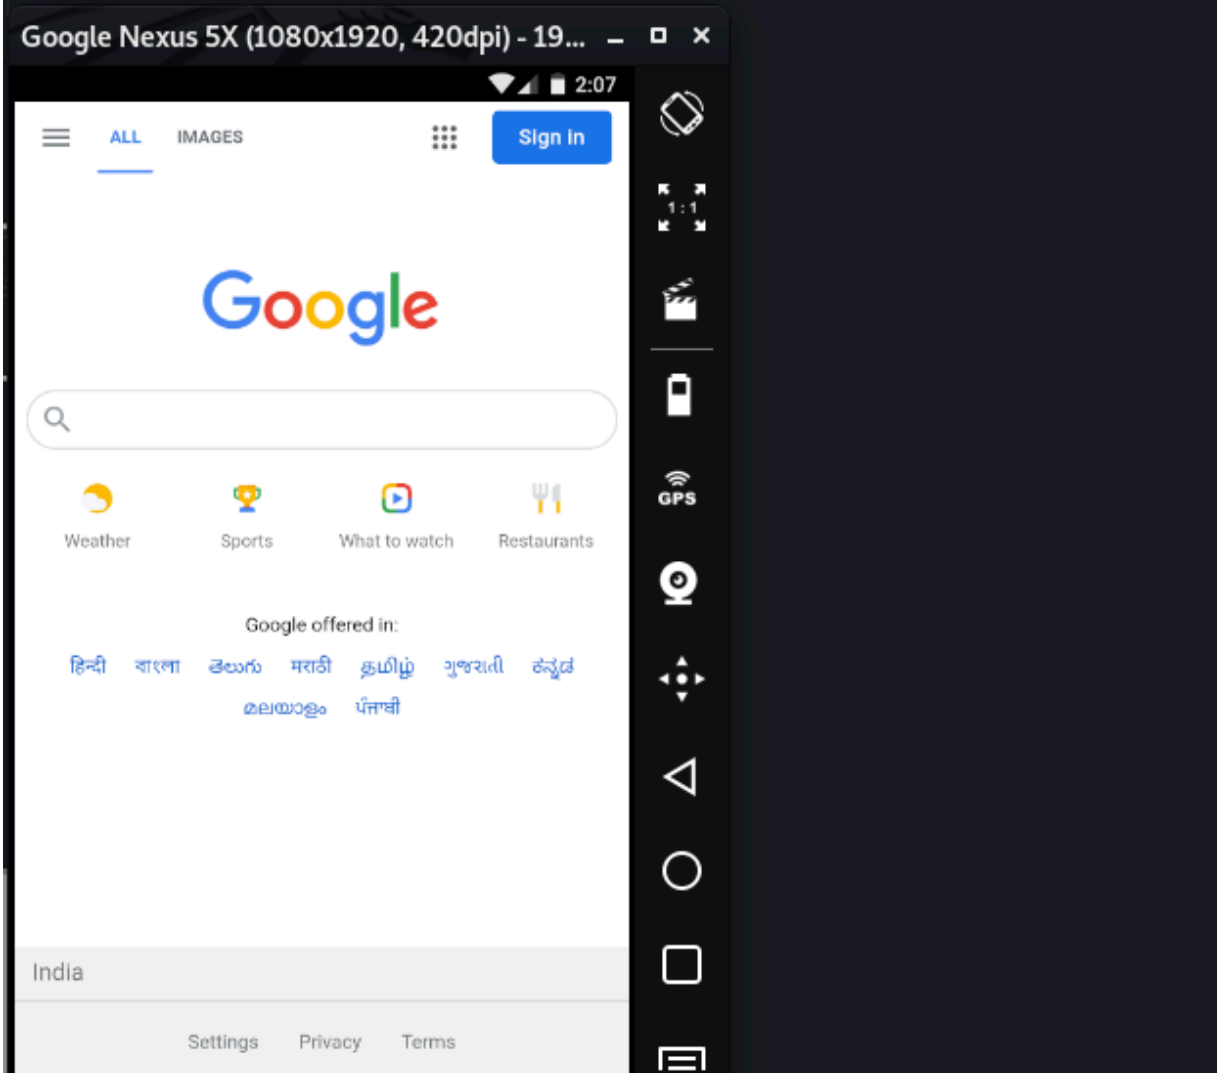 Google Nexus 5X (1080x1920, 420dpi) - 19...
2:07
ALL IMAGES Sign in
1:1
Google
GPS
Weather Sports What to watch Restaurants
Google offered in:
हिन्दी বাংলা తెలుగు मराठी தமிழ் ગુજરાતી ಕನ್ನಡ
മലയാളം ਪੰਜਾਬੀ
India
Settings Privacy Terms